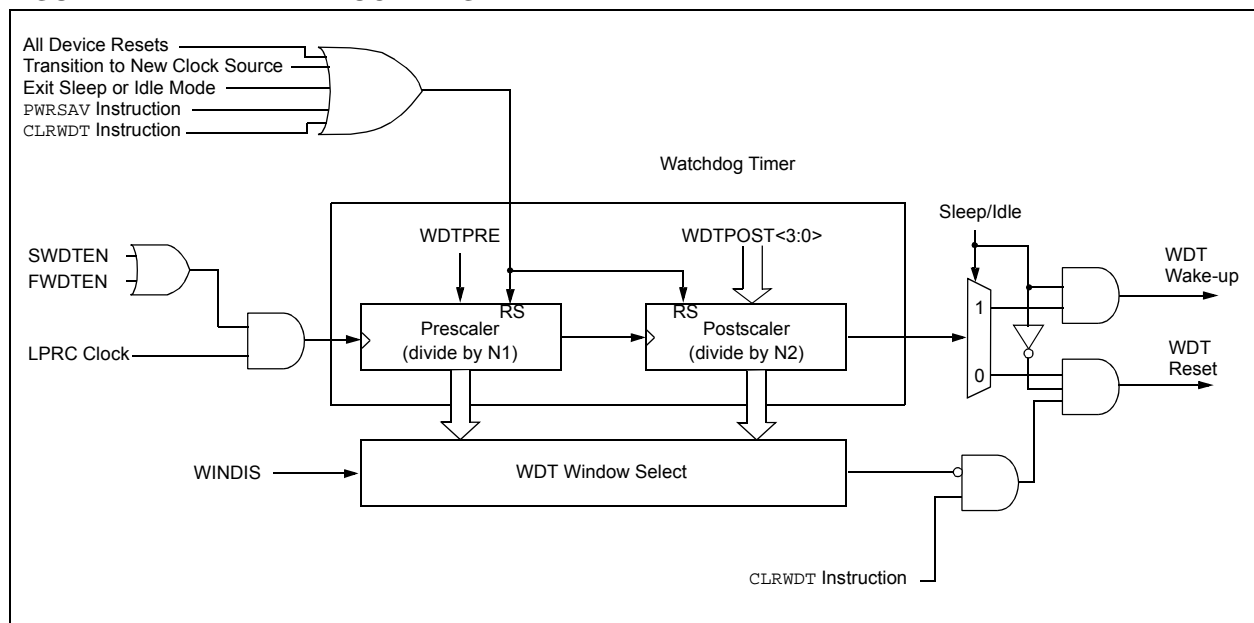 All Device Resets
Transition to New Clock Source
Exit Sleep or Idle Mode
PWRSAV Instruction
CLRWDT Instruction
Watchdog Timer
Sleep/Idle
WDTPRE
WDTPOST<3:0>
SWDTEN
FWDTEN
WDT
Wake-up
RS
RS
Prescaler
(divide by N1)
Postscaler
(divide by N2)
1
0
LPRC Clock
WDT
Reset
WINDIS
WDT Window Select
CLRWDT Instruction